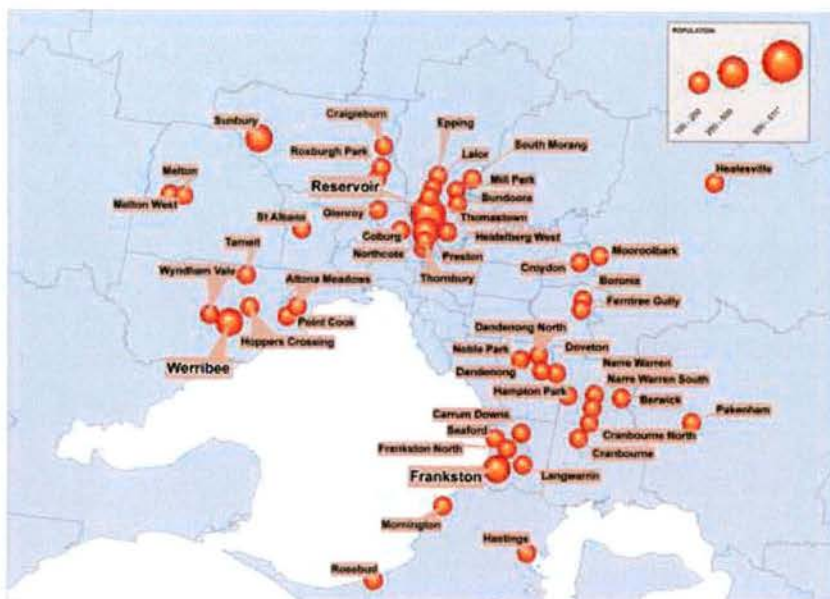 POPULATION
Craigieburn
Sunbury
Epping
Roxburgh Park
Lalor
South Morang
Melton
Reservoir
Mill Park
Healesville
Melton West
Glenroy
Bundoora
St Albans
Thomastown
Tarneit
Coburg
Heidelberg West
Northcote
Preston
Mooroolbark
Wyndham Vale
Altona Meadows
Thornbury
Croydon
Boronia
Point Cook
Ferntree Gully
Hoppers Crossing
Dandenong North
Werribee
Noble Park
Doveton
Narre Warren
Dandenong
Narre Warren South
Hampton Park
Berwick
Carrum Downs
Pakenham
Seaford
Cranbourne North
Frankston North
Cranbourne
Frankston
Langwarrin
Mornington
Hastings
Rosebud